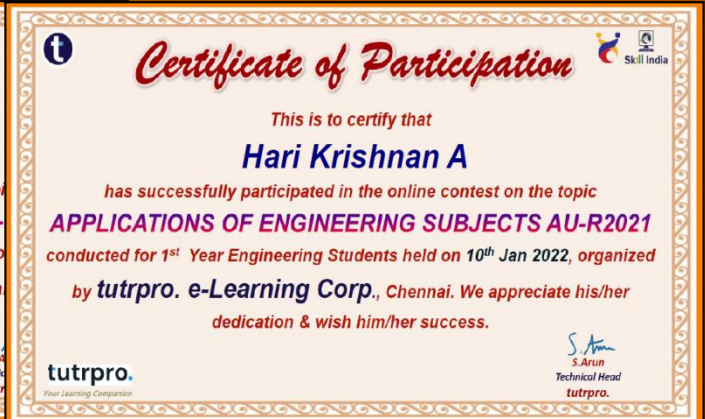 t
Certificate of Participation
Skill India
This is to certify that
Hari Krishnan A
has successfully participated in the online contest on the topic
APPLICATIONS OF ENGINEERING SUBJECTS AU-R2021
conducted for 1st Year Engineering Students held on 10th Jan 2022, organized
by tutrpro. e-Learning Corp., Chennai. We appreciate his/her
dedication & wish him/her success.
S. Arun
S.Arun
Technical Head
tutrpro.
tutrpro.
Your Learning Companion